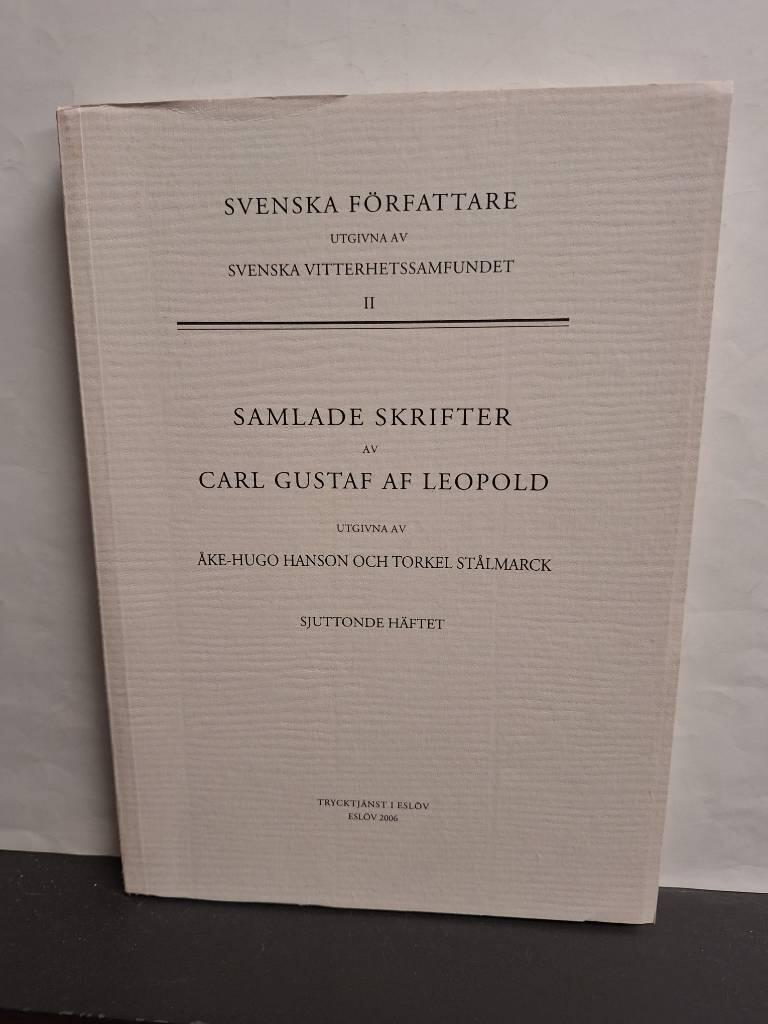 SVENSKA FÖRFATTARE
UTGIVNA AV
SVENSKA VITTERHETSSAMFUNDET
II
SAMLADE SKRIFTER
AV
CARL GUSTAF AF LEOPOLD
UTGIVNA AV
ÅKE-HUGO HANSON OCH TORKEL STÅLMARCK
SJUTTONDE HÄFTET
TRYCKTJÄNST I ESLÖV
ESLÖV 2006